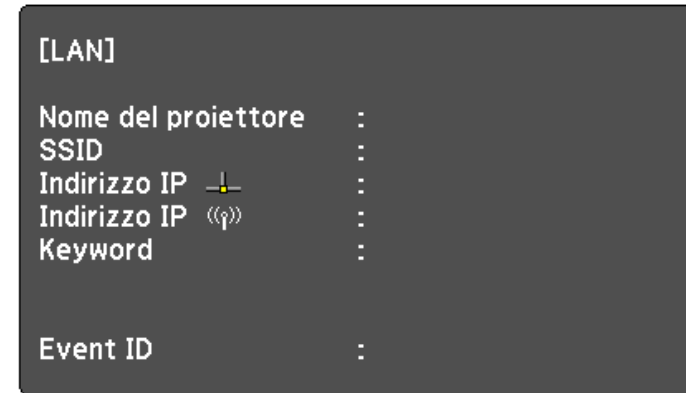 [LAN]
Nome del proiettore :
SSID :
Indirizzo IP :
Indirizzo IP :
Keyword :
Event ID :